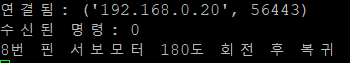 연결됨: ('192.168.0.20', 56443)
수신된 명령: 0
8번 핀 서보모터 180도 회전 후 복귀